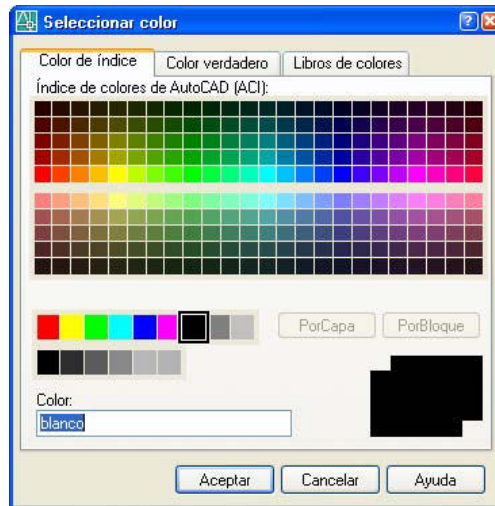 Seleccionar color
Color de índice Color verdadero Libros de colores
Índice de colores de AutoCAD (ACI):
PorCapa PorBloque
Color:
blanco
Aceptar Cancelar Ayuda